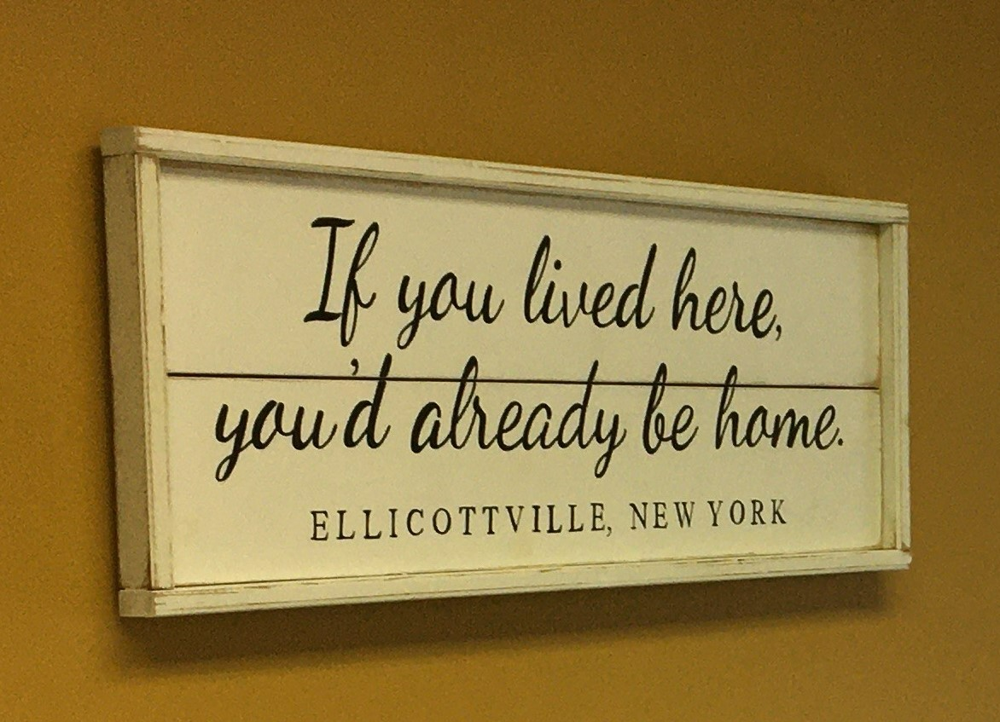 If you lived here,
you'd already be home.
ELLICOTTVILLE, NEW YORK